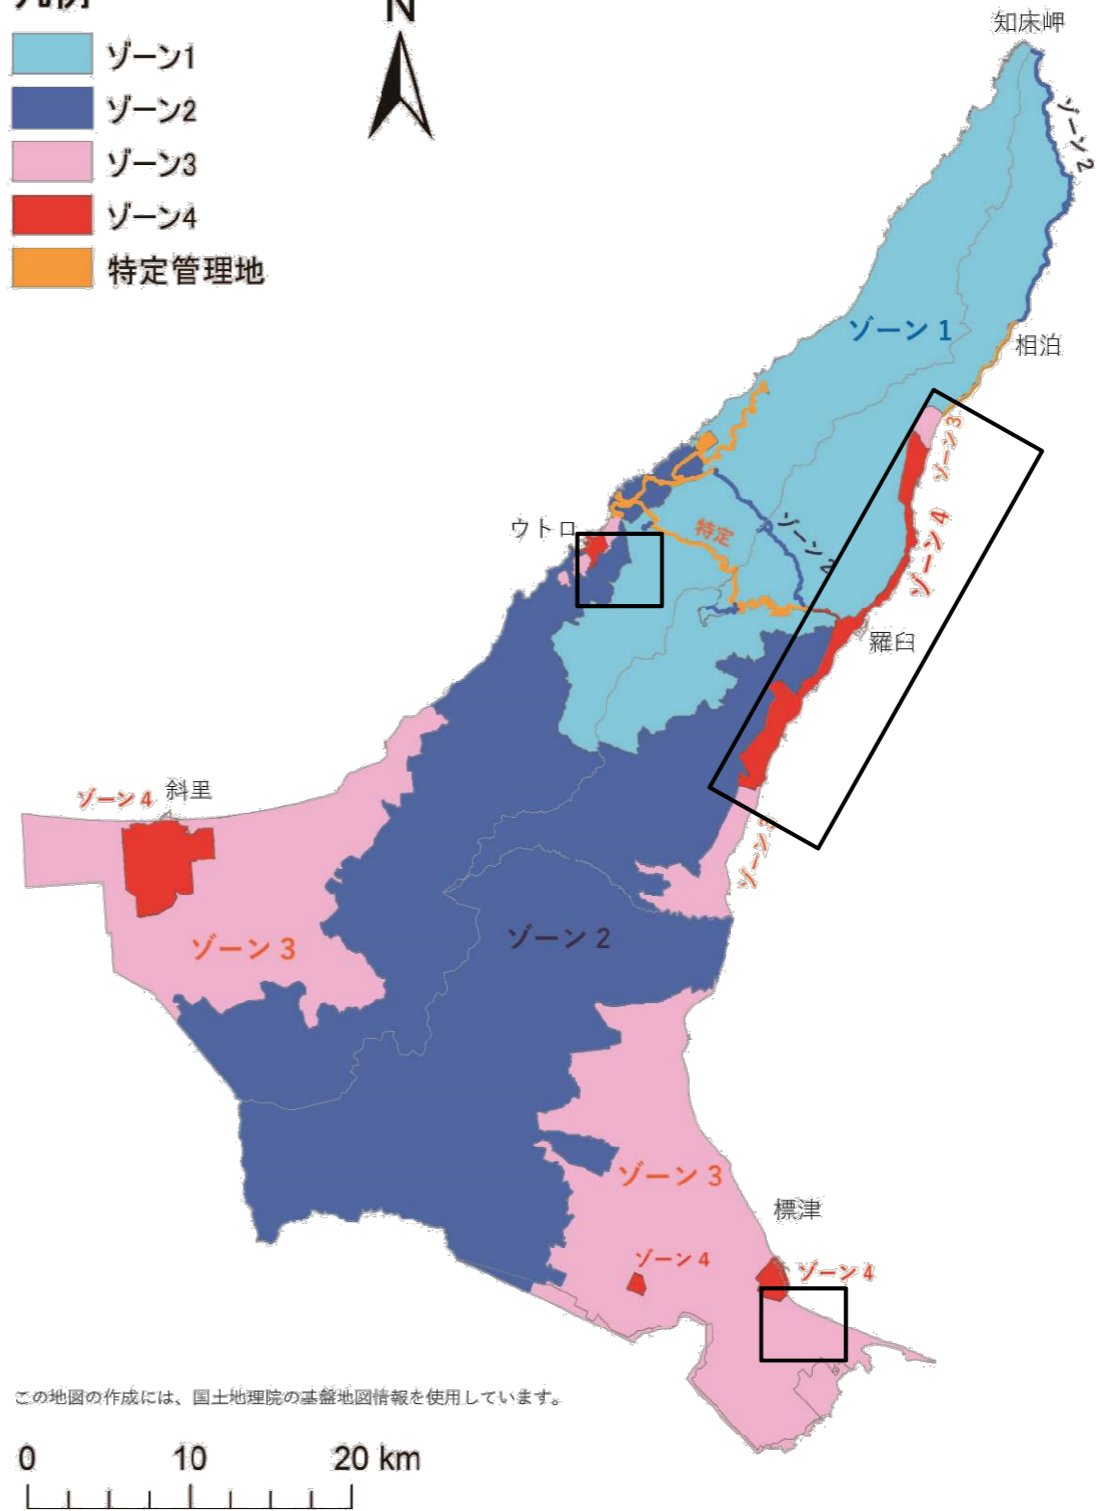 凡例
N
ゾーン1
ゾーン2
ゾーン3
ゾーン4
特定管理地
知床岬
ゾーン2
ゾーン1
相泊
ゾーン3
ウトロ
特定
ゾーン2
ゾーン4
羅臼
ゾーン4
斜里
ゾーン3
ゾーン3
ゾーン2
ゾーン3
標津
ゾーン4
ゾーン4
この地図の作成には、国土地理院の基盤地図情報を使用しています。
0 10 20 km